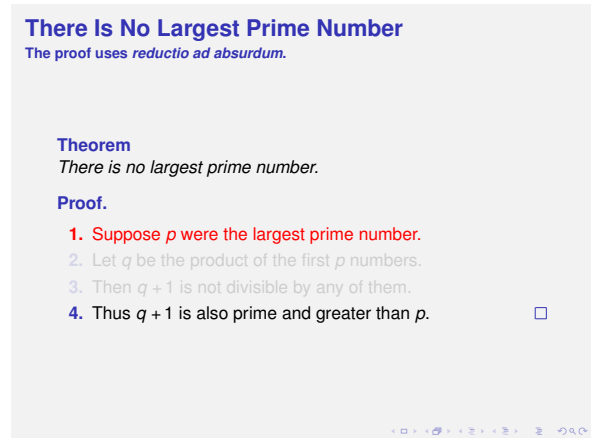 There Is No Largest Prime Number
The proof uses reductio ad absurdum.
Theorem
There is no largest prime number.
Proof.
1. Suppose p were the largest prime number.
2. Let q be the product of the first p numbers.
3. Then q + 1 is not divisible by any of them.
4. Thus q + 1 is also prime and greater than p. □